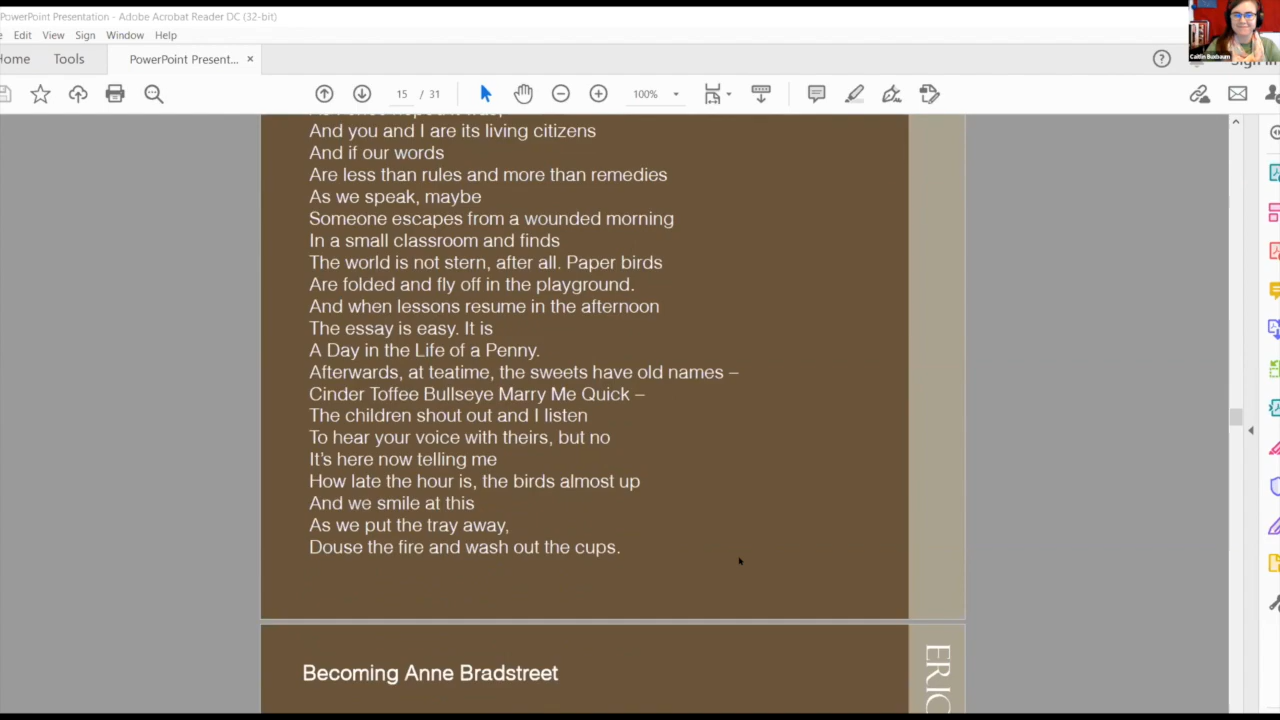 PowerPoint Presentation - Adobe Acrobat Reader DC (32-bit)
Edit View Sign Window Help
Home Tools PowerPoint Present... ×
15 / 31 100%
And you and I are its living citizens
And if our words
Are less than rules and more than remedies
As we speak, maybe
Someone escapes from a wounded morning
In a small classroom and finds
The world is not stern, after all. Paper birds
Are folded and fly off in the playground.
And when lessons resume in the afternoon
The essay is easy. It is
A Day in the Life of a Penny.
Afterwards, at teatime, the sweets have old names –
Cinder Toffee Bullseye Marry Me Quick –
The children shout out and I listen
To hear your voice with theirs, but no
It's here now telling me
How late the hour is, the birds almost up
And we smile at this
As we put the tray away,
Douse the fire and wash out the cups.
Becoming Anne Bradstreet
ERIC
Caitlin Buxbaum